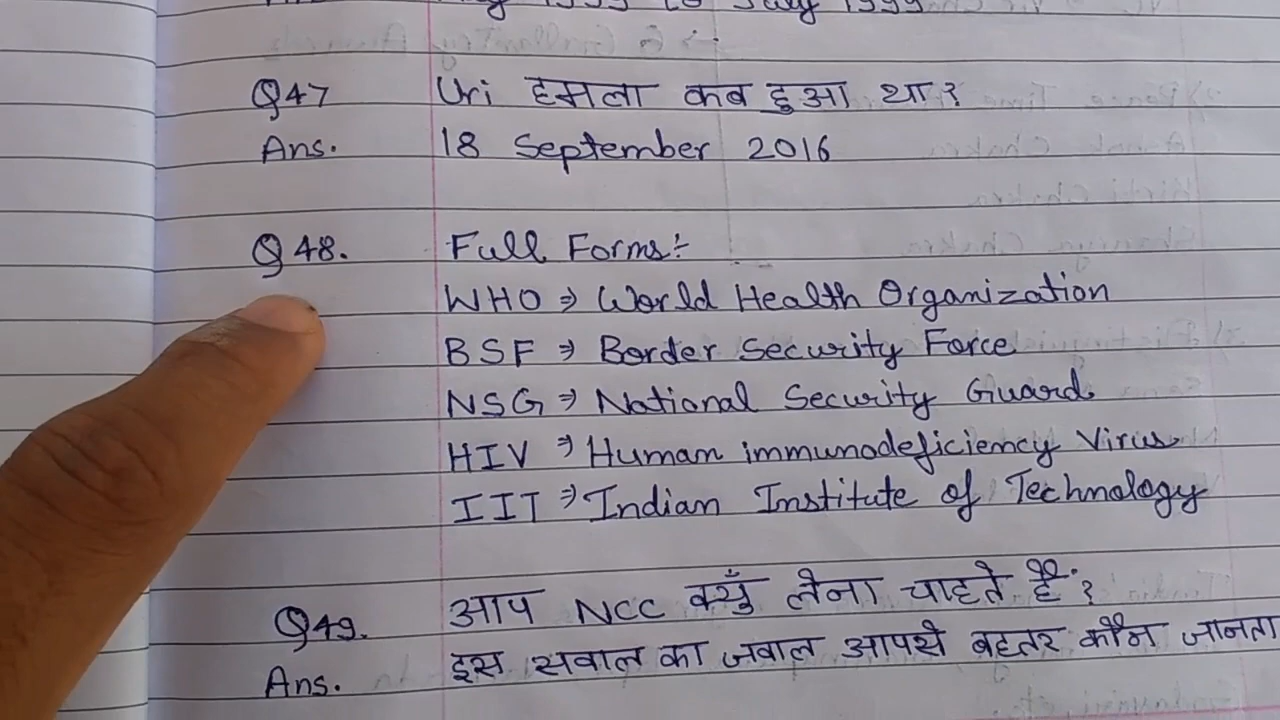 July 1999
Q47 Uri हमला कब हुआ था?
Ans. 18 September 2016
Q48. Full Forms:-
WHO ⇒ World Health Organization
BSF ⇒ Border Security Force
NSG ⇒ National Security Guard.
HIV ⇒ Human immunodeficiency Virus
IIT ⇒ Indian Institute of Technology
Q49. आप NCC क्यूँ लेना चाहते हैं?
Ans. इस सवाल का जवाल आपसे बहतर कौन जानता